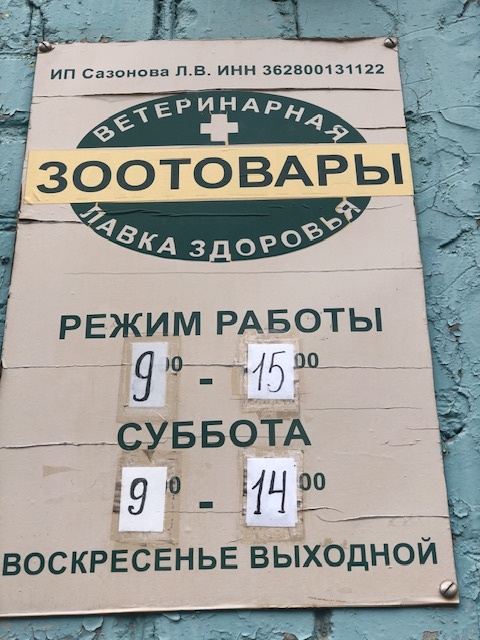 ИП Сазонова Л.В. ИНН 362800131122
ВЕТЕРИНАРНАЯ
ЗООТОВАРЫ
ЛАВКА ЗДОРОВЬЯ
РЕЖИМ РАБОТЫ
9 00 - 15 00
СУББОТА
9 00 - 14 00
ВОСКРЕСЕНЬЕ ВЫХОДНОЙ